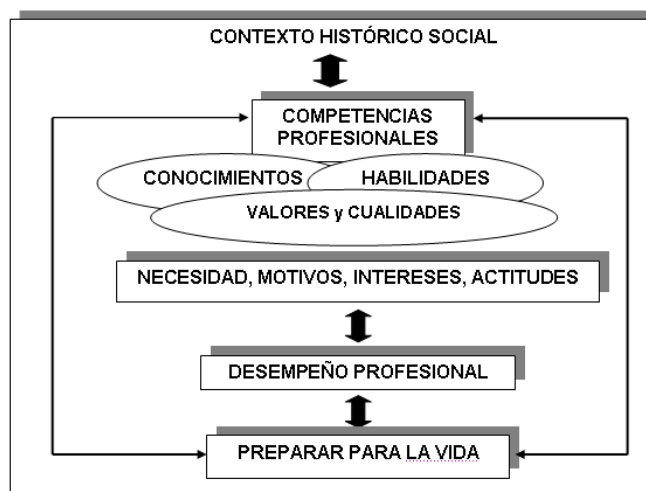 CONTEXTO HISTÓRICO SOCIAL
COMPETENCIAS
PROFESIONALES
CONOCIMIENTOS
HABILIDADES
VALORES y CUALIDADES
NECESIDAD, MOTIVOS, INTERESES, ACTITUDES
DESEMPEÑO PROFESIONAL
PREPARAR PARA LA VIDA